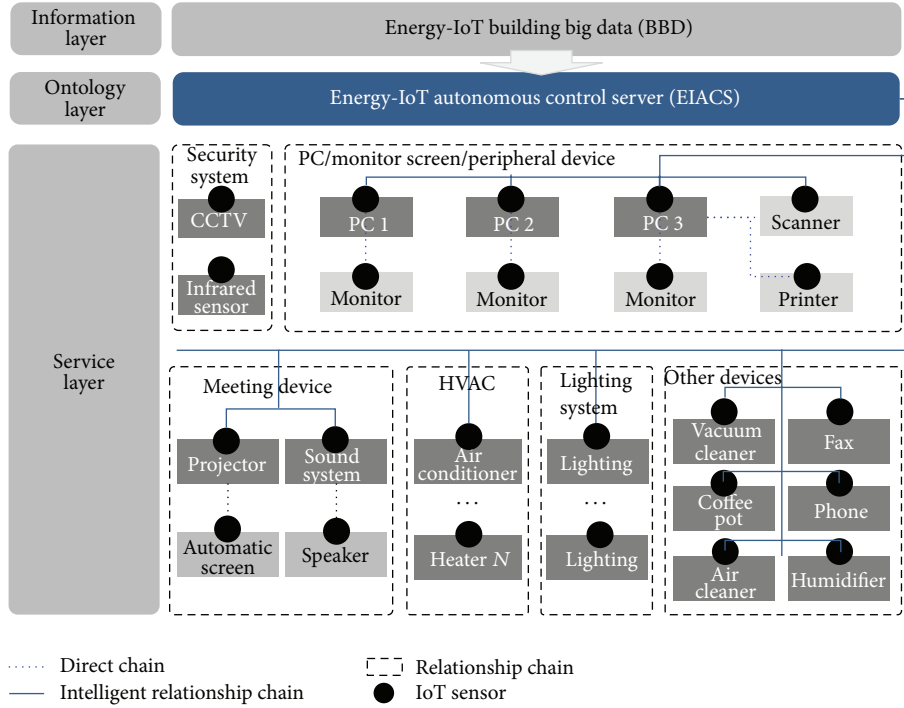 Information
layer
Energy-IoT building big data (BBD)
Ontology
layer
Energy-IoT autonomous control server (EIACS)
Service
layer
Security
system
CCTV
Infrared
sensor
PC/monitor screen/peripheral device
PC 1
PC 2
PC 3
Scanner
Monitor
Monitor
Monitor
Printer
Meeting device
Projector
Sound
system
Automatic
screen
Speaker
HVAC
Air
conditioner
...
Heater N
Lighting
system
Lighting
...
Lighting
Other devices
Vacuum
cleaner
Fax
Coffee
pot
Phone
Air
cleaner
Humidifier
Direct chain
Intelligent relationship chain
Relationship chain
IoT sensor